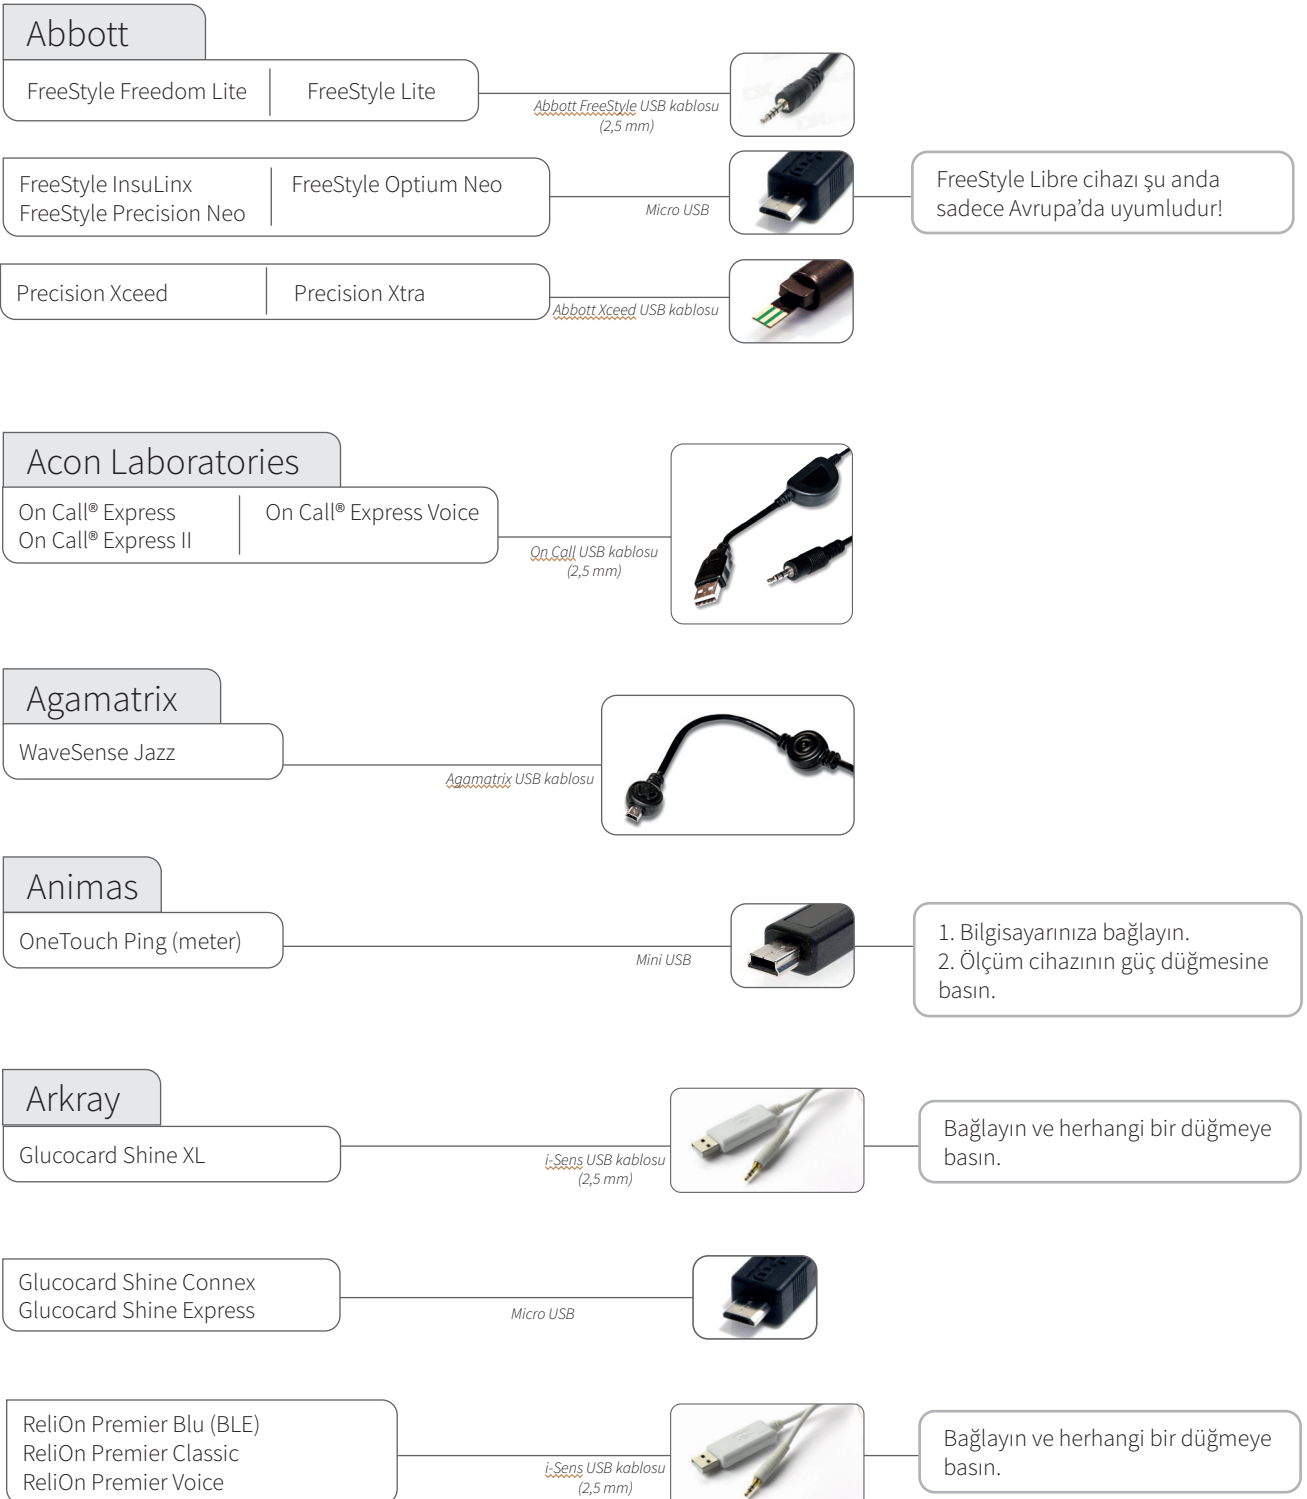 Abbott
FreeStyle Freedom Lite
FreeStyle Lite
Abbott FreeStyle USB kablosu
(2,5 mm)
FreeStyle InsuLinx
FreeStyle Precision Neo
FreeStyle Optium Neo
Micro USB
FreeStyle Libre cihazı şu anda
sadece Avrupa’da uyumludur!
Precision Xceed
Precision Xtra
Abbott Xceed USB kablosu
Acon Laboratories
On Call® Express
On Call® Express II
On Call® Express Voice
On Call USB kablosu
(2,5 mm)
Agamatrix
WaveSense Jazz
Agamatrix USB kablosu
Animas
OneTouch Ping (meter)
Mini USB
1. Bilgisayarınıza bağlayın.
2. Ölçüm cihazının güç düğmesine
basın.
Arkray
Glucocard Shine XL
i-Sens USB kablosu
(2,5 mm)
Bağlayın ve herhangi bir düğmeye
basın.
Glucocard Shine Connex
Glucocard Shine Express
Micro USB
ReliOn Premier Blu (BLE)
ReliOn Premier Classic
ReliOn Premier Voice
i-Sens USB kablosu
(2,5 mm)
Bağlayın ve herhangi bir düğmeye
basın.